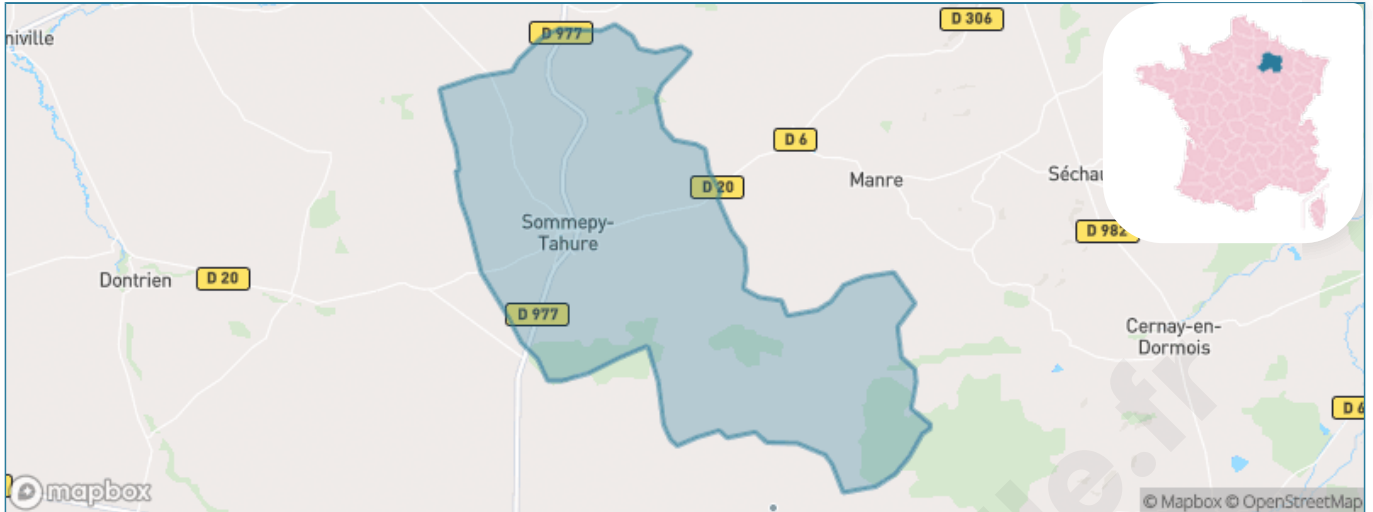 niville
D 977
D 306
D 6
Manre
Séchau
D 20
Sommepy-
Tahure
D 982
Dontrien
D 20
D 977
Cernay-en-
Dormois
D 6
mapbox
© Mapbox © OpenStreetMap
e.fr